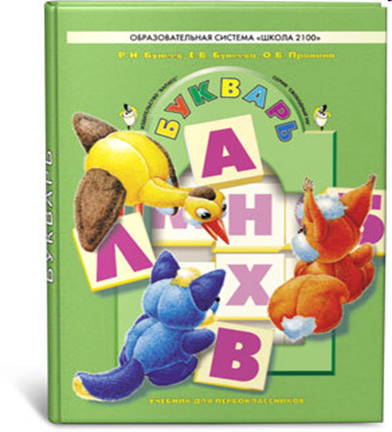 ОБРАЗОВАТЕЛЬНАЯ СИСТЕМА «ШКОЛА 2100»
Р.Н. Бунеев, Е.В. Бунеева, О.В. Пронина
БУКВАРЬ
А
Л М Н Б
Х
В
УЧЕБНИК ДЛЯ ПЕРВОКЛАССНИКОВ
БУКВАРЬ